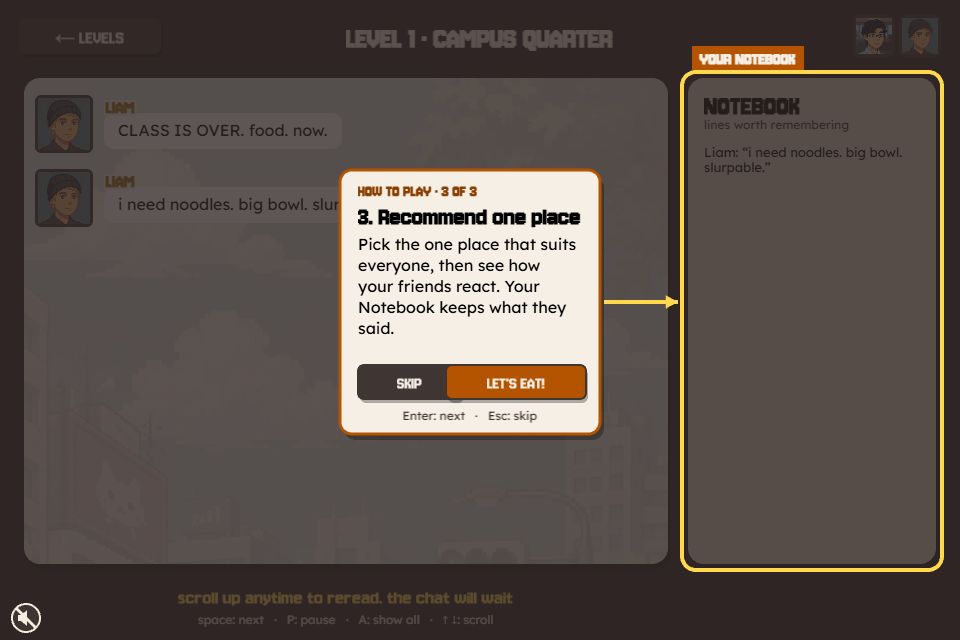 ← LEVELS
LEVEL 1 · CAMPUS QUARTER
YOUR NOTEBOOK
LIAM
CLASS IS OVER. food. now.
LIAM
i need noodles. big bowl. slur
NOTEBOOK
lines worth remembering
Liam: “i need noodles. big bowl.
slurpable.”
HOW TO PLAY · 3 OF 3
3. Recommend one place
Pick the one place that suits
everyone, then see how
your friends react. Your
Notebook keeps what they
said.
SKIP
LET'S EAT!
Enter: next · Esc: skip
scroll up anytime to reread. the chat will wait
space: next · P: pause · A: show all · ↑↓: scroll